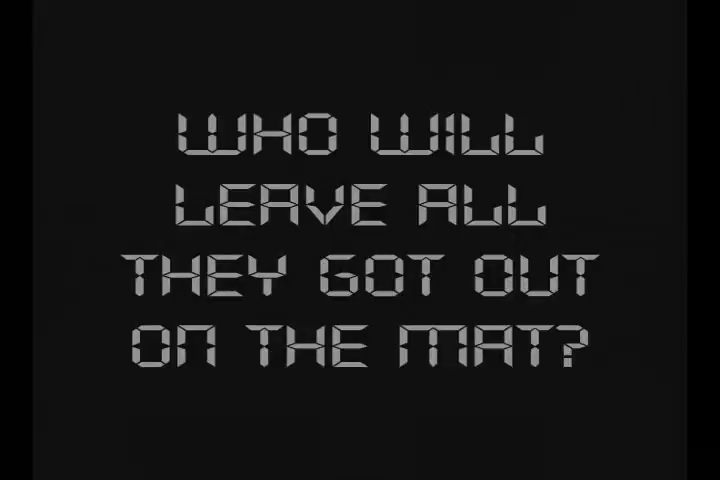 WHO WILL
LEAVE ALL
THEY GOT OUT
ON THE MAT?